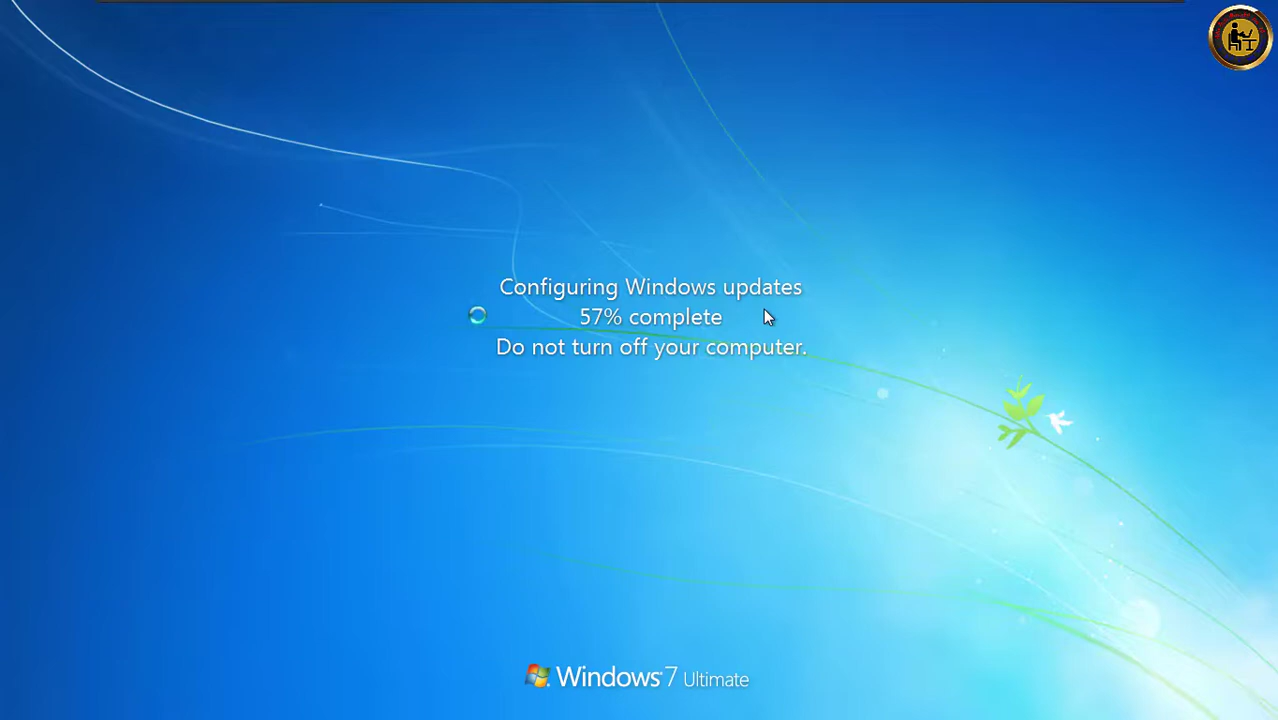 Configuring Windows updates
57% complete
Do not turn off your computer.
Windows 7 Ultimate